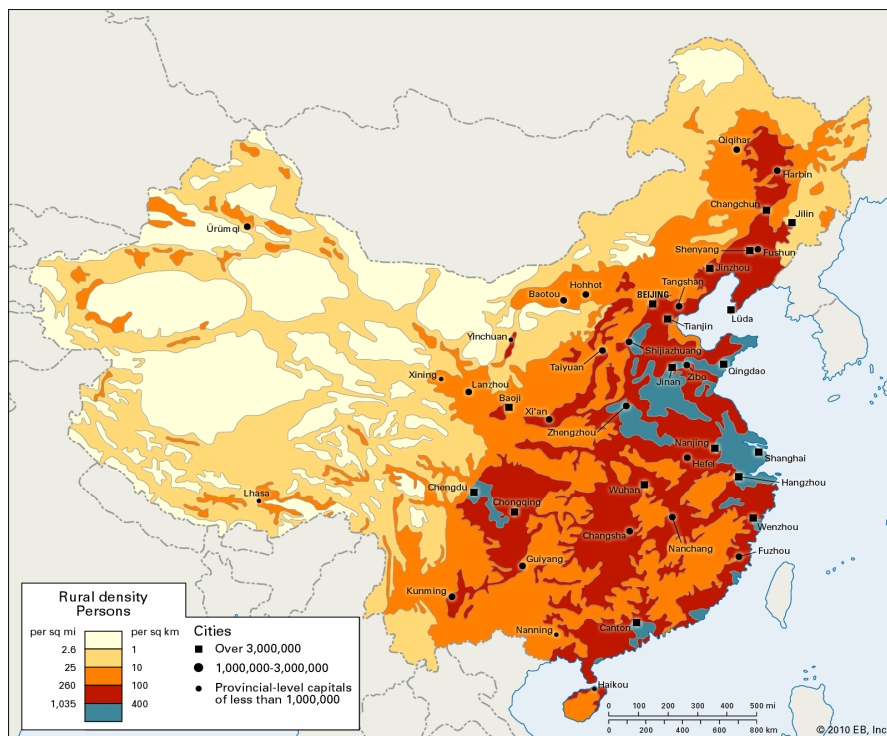 Qiqihar
Harbin
Changchun
Jilin
Ürümqi
Shenyang
Fushun
Jinzhou
Hohhot
Tangshan
Baotou
BEIJING
Lüda
Tianjin
Yinchuan
Shijiazhuang
Taiyuan
Xining
Qingdao
Lanzhou
Jinan
Zibo
Baoji
Xi'an
Zhengzhou
Nanjing
Shanghai
Hefei
Hangzhou
Chengdu
Lhasa
Wuhan
Chongqing
Wenzhou
Changsha
Nanchang
Fuzhou
Guiyang
Kunming
Canton
Nanning
Haikou
Rural density
Persons
per sq mi per sq km
2.6 1
25 10
260 100
1,035 400
Cities
Over 3,000,000
1,000,000-3,000,000
Provincial-level capitals
of less than 1,000,000
0 100 200 300 400 500 mi
0 200 400 600 800 km
© 2010 EB, Inc